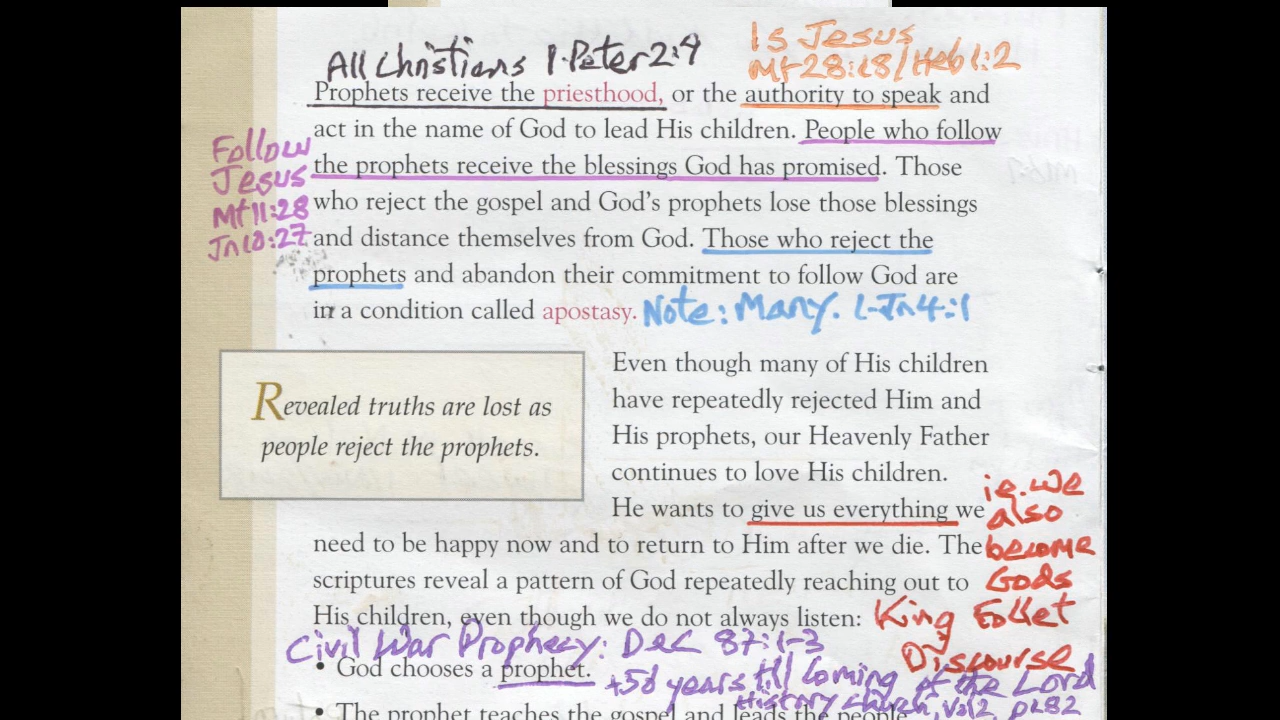 All Christians 1.Peter 2:9
Is Jesus
Mt 28:18/Heb 1:2
Prophets receive the priesthood, or the authority to speak and
act in the name of God to lead His children. People who follow
the prophets receive the blessings God has promised. Those
who reject the gospel and God's prophets lose those blessings
and distance themselves from God. Those who reject the
prophets and abandon their commitment to follow God are
in a condition called apostasy.
Follow
Jesus
Mt 11:28
Jn 10:27
Note: Many. 1-Jn 4:1
Revealed truths are lost as
people reject the prophets.
Even though many of His children
have repeatedly rejected Him and
His prophets, our Heavenly Father
continues to love His children.
He wants to give us everything we
need to be happy now and to return to Him after we die. The
scriptures reveal a pattern of God repeatedly reaching out to
His children, even though we do not always listen:
ie. we
also
become
Gods
King Follet
Discourse
Civil War Prophecy: D&C 87:1-3
• God chooses a prophet.
+56 years till coming of the Lord
History Church, vol 2, p182
• The prophet teaches the gospel and leads the people.